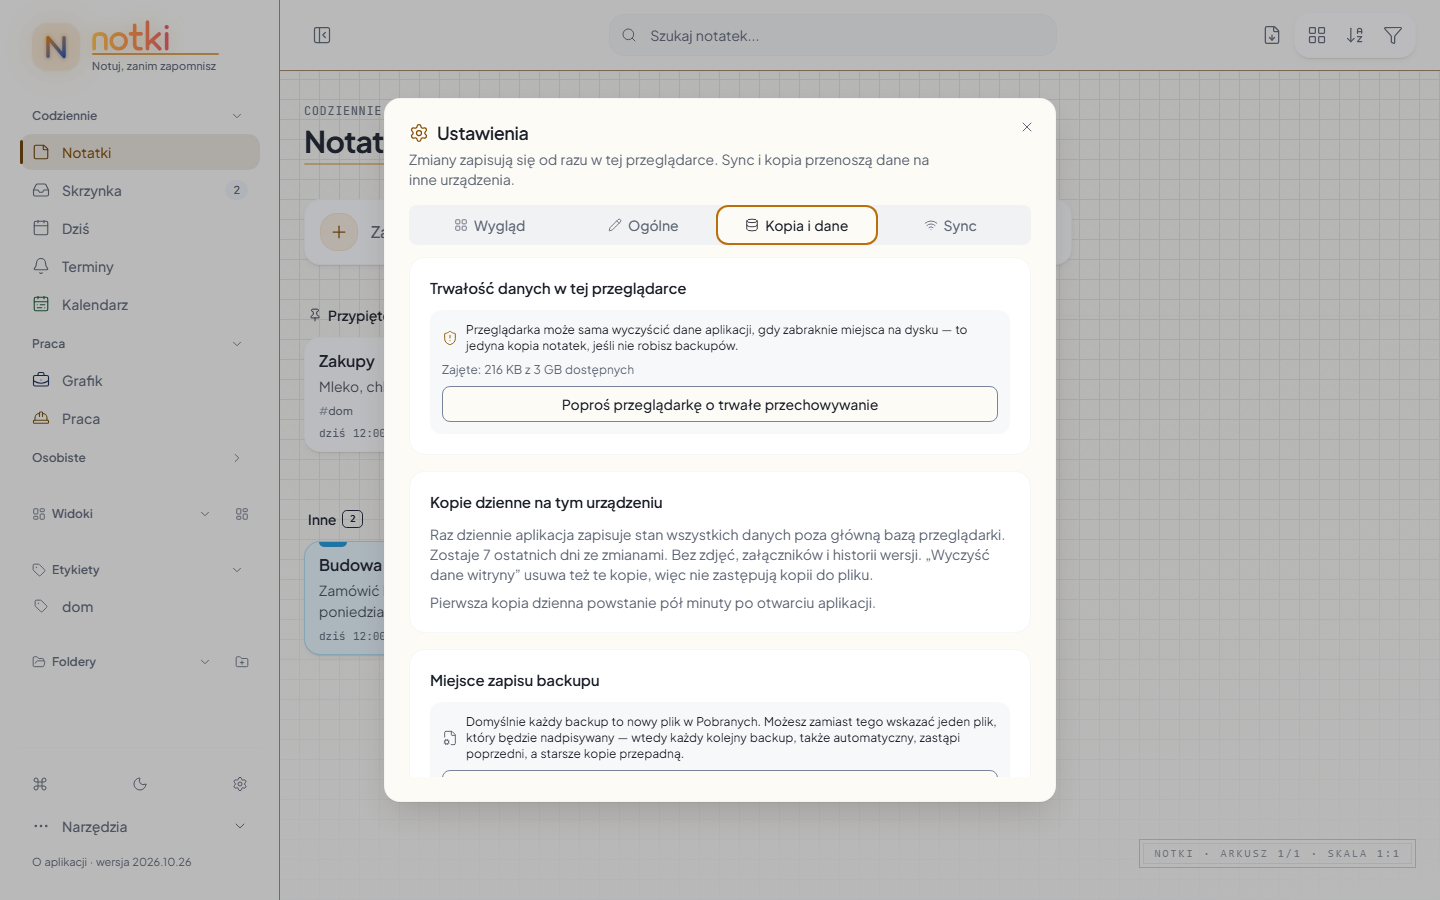 N notki
Notuj, zanim zapomnisz
Codziennie
Notatki
Skrzynka 2
Dziś
Terminy
Kalendarz
Praca
Grafik
Praca
Osobiste
Widoki
Etykiety
dom
Foldery
Narzędzia
O aplikacji · wersja 2026.10.26
Szukaj notatek...
CODZIENNIE
Notat
Za
Przypięt
Zakupy
Mleko, ch
#dom
dziś 12:00
Inne 2
Budowa
Zamówić
poniedzia
dziś 12:00
Ustawienia
Zmiany zapisują się od razu w tej przeglądarce. Sync i kopia przenoszą dane na
inne urządzenia.
Wygląd Ogólne Kopia i dane Sync
Trwałość danych w tej przeglądarce
Przeglądarka może sama wyczyścić dane aplikacji, gdy zabraknie miejsca na dysku — to
jedyna kopia notatek, jeśli nie robisz backupów.
Zajęte: 216 KB z 3 GB dostępnych
Poproś przeglądarkę o trwałe przechowywanie
Kopie dzienne na tym urządzeniu
Raz dziennie aplikacja zapisuje stan wszystkich danych poza główną bazą przeglądarki.
Zostaje 7 ostatnich dni ze zmianami. Bez zdjęć, załączników i historii wersji. „Wyczyść
dane witryny” usuwa też te kopie, więc nie zastępują kopii do pliku.
Pierwsza kopia dzienna powstanie pół minuty po otwarciu aplikacji.
Miejsce zapisu backupu
Domyślnie każdy backup to nowy plik w Pobranych. Możesz zamiast tego wskazać jeden plik,
który będzie nadpisywany — wtedy każdy kolejny backup, także automatyczny, zastąpi
poprzedni, a starsze kopie przepadną.
NOTKI · ARKUSZ 1/1 · SKALA 1:1